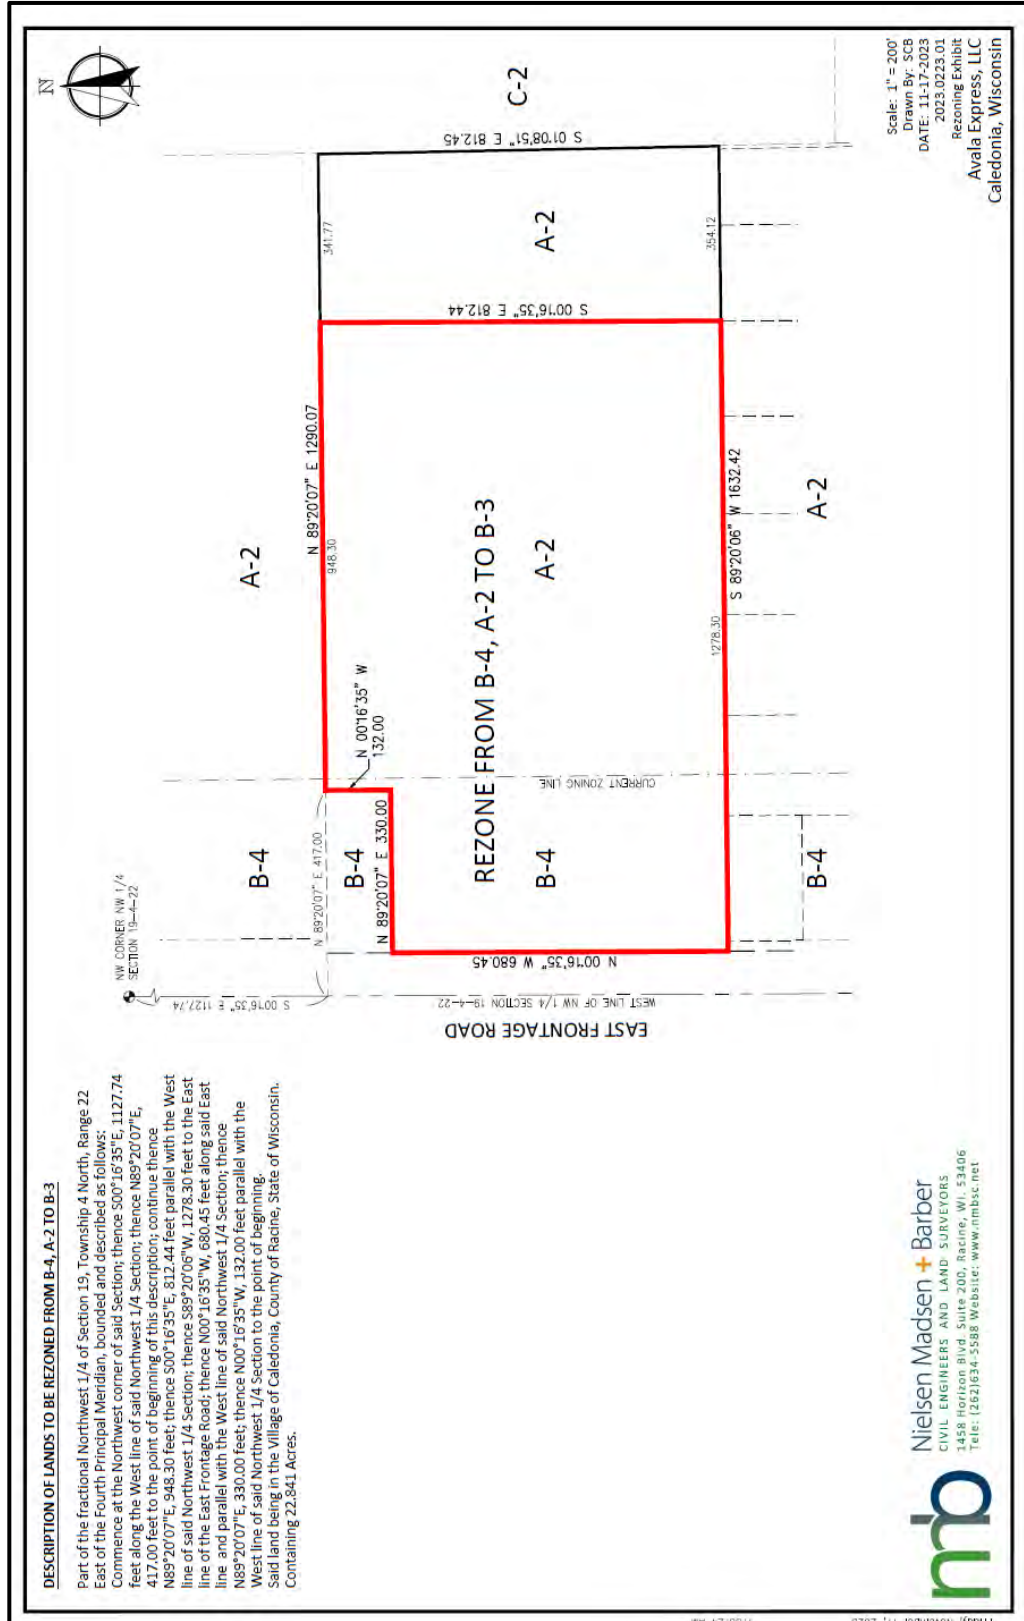 DESCRIPTION OF LANDS TO BE REZONED FROM B-4, A-2 TO B-3
Part of the fractional Northwest 1/4 of Section 19, Township 4 North, Range 22
East of the Fourth Principal Meridian, bounded and described as follows:
Commence at the Northwest corner of said Section; thence S00°16'35"E, 1127.74
feet along the West line of said Northwest 1/4 Section; thence N89°20'07"E,
417.00 feet to the point of beginning of this description; continue thence
N89°20'07"E, 948.30 feet; thence S00°16'35"E, 812.44 feet parallel with the West
line of said Northwest 1/4 Section; thence S89°20'06"W, 1278.30 feet to the East
line of the East Frontage Road; thence N00°16'35"W, 680.45 feet along said East
line and parallel with the West line of said Northwest 1/4 Section; thence
N89°20'07"E, 330.00 feet; thence N00°16'35"W, 132.00 feet parallel with the
West line of said Northwest 1/4 Section to the point of beginning.
Said land being in the Village of Caledonia, County of Racine, State of Wisconsin.
Containing 22.841 Acres.
NW CORNER NW 1/4
SECTION 19-4-22
N
S 00°16'35" E 1127.74
N 89°20'07" E 417.00
B-4
A-2
N 89°20'07" E 1290.07
948.30
341.77
B-4
N 00°16'35" W
132.00
N 89°20'07" E 330.00
EAST FRONTAGE ROAD
WEST LINE OF NW 1/4 SECTION 19-4-22
N 00°16'35" W 680.45
REZONE FROM B-4, A-2 TO B-3
B-4
CURRENT ZONING LINE
A-2
S 00°16'35" E 812.44
A-2
S 01°08'51" E 812.45
C-2
1278.30
354.12
S 89°20'06" W 1632.42
B-4
A-2
mb
Nielsen Madsen + Barber
CIVIL ENGINEERS AND LAND SURVEYORS
1458 Horizon Blvd. Suite 200, Racine, WI. 53406
Tele: (262)634-5588 Website: www.nmbsc.net
Scale: 1" = 200'
Drawn By: SCB
DATE: 11-17-2023
2023.0223.01
Rezoning Exhibit
Avala Express, LLC
Caledonia, Wisconsin